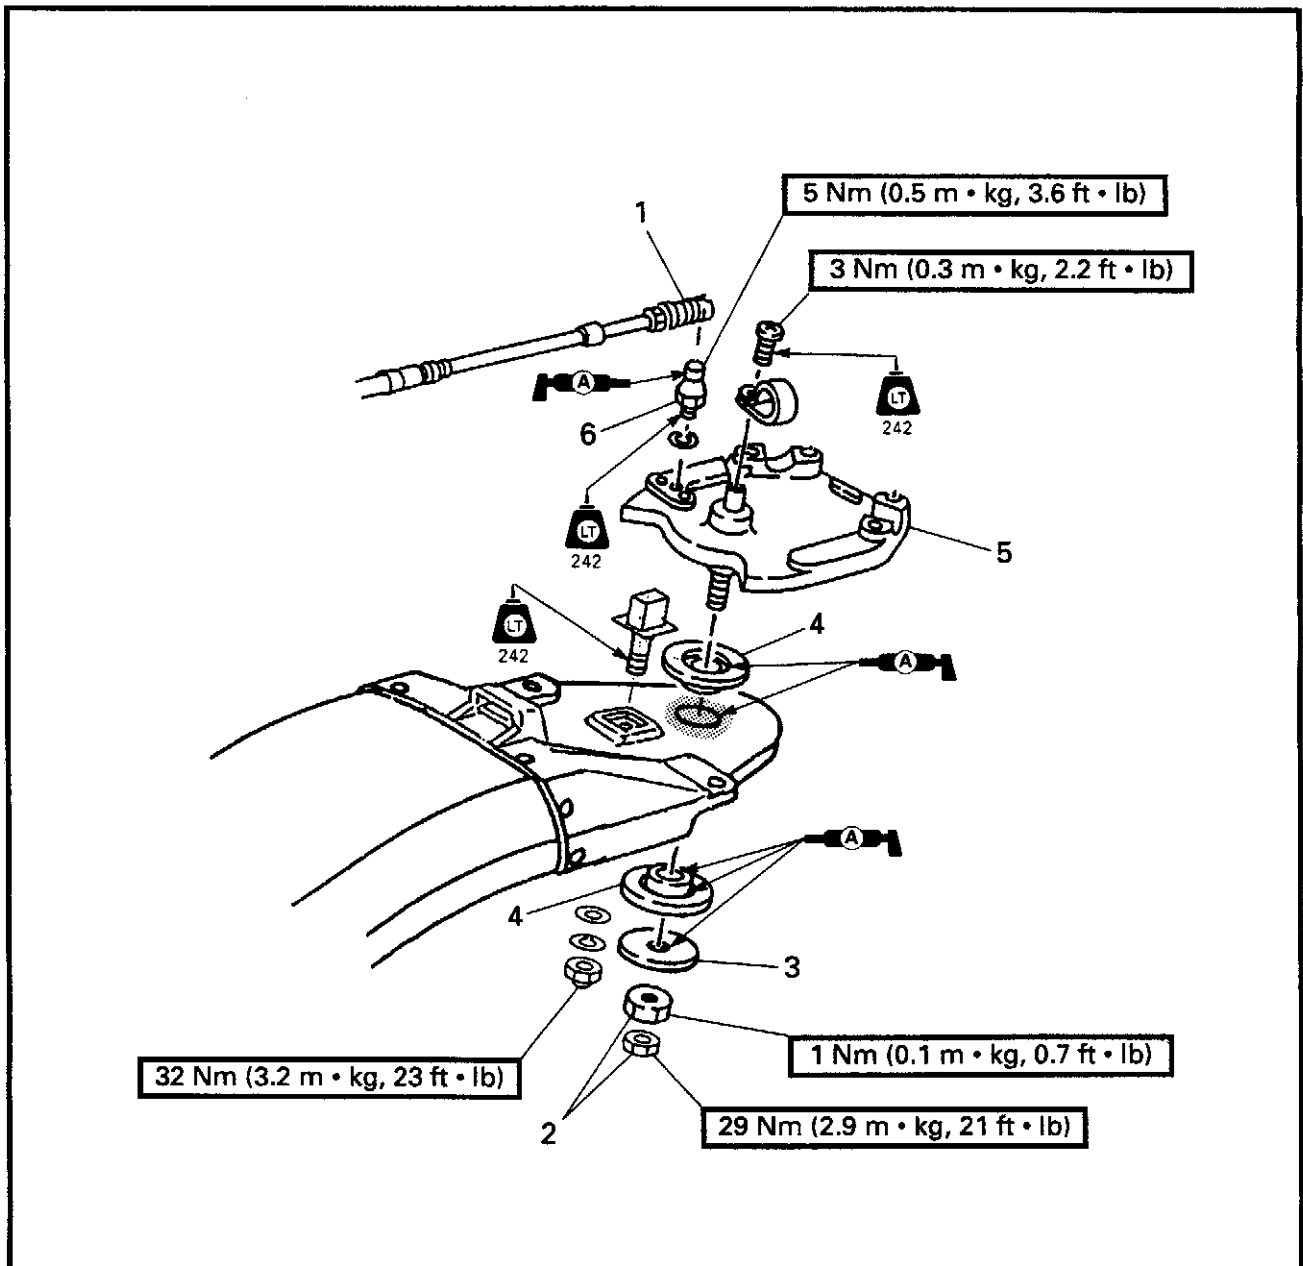 5 Nm (0.5 m • kg, 3.6 ft • lb)
1
3 Nm (0.3 m • kg, 2.2 ft • lb)
A
LT
242
6
LT
242
5
LT
242
4
A
A
4
3
1 Nm (0.1 m • kg, 0.7 ft • lb)
32 Nm (3.2 m • kg, 23 ft • lb)
2
29 Nm (2.9 m • kg, 21 ft • lb)